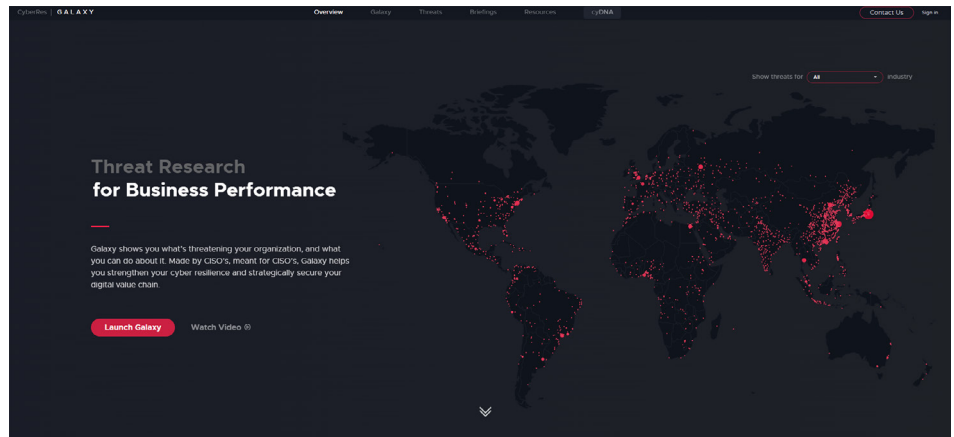 CyberRes | GALAXY
Overview
Galaxy
Threats
Briefings
Resources
cyDNA
Contact Us
Sign in
Show threats for All industry
Threat Research
for Business Performance
Galaxy shows you what's threatening your organization, and what
you can do about it. Made by CISO's, meant for CISO's, Galaxy helps
you strengthen your cyber resilience and strategically secure your
digital value chain.
Launch Galaxy
Watch Video